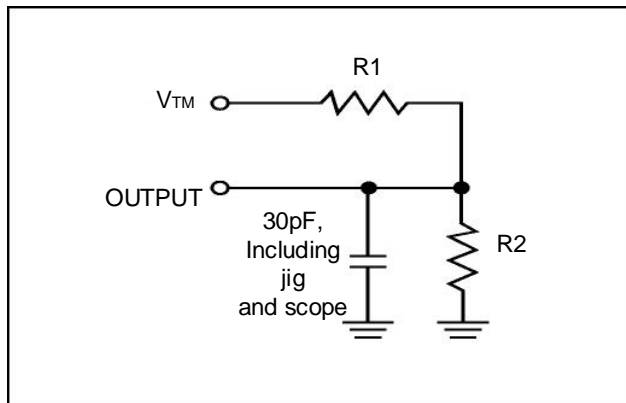 R1
VTM
OUTPUT
30pF,
Including
jig
and scope
R2